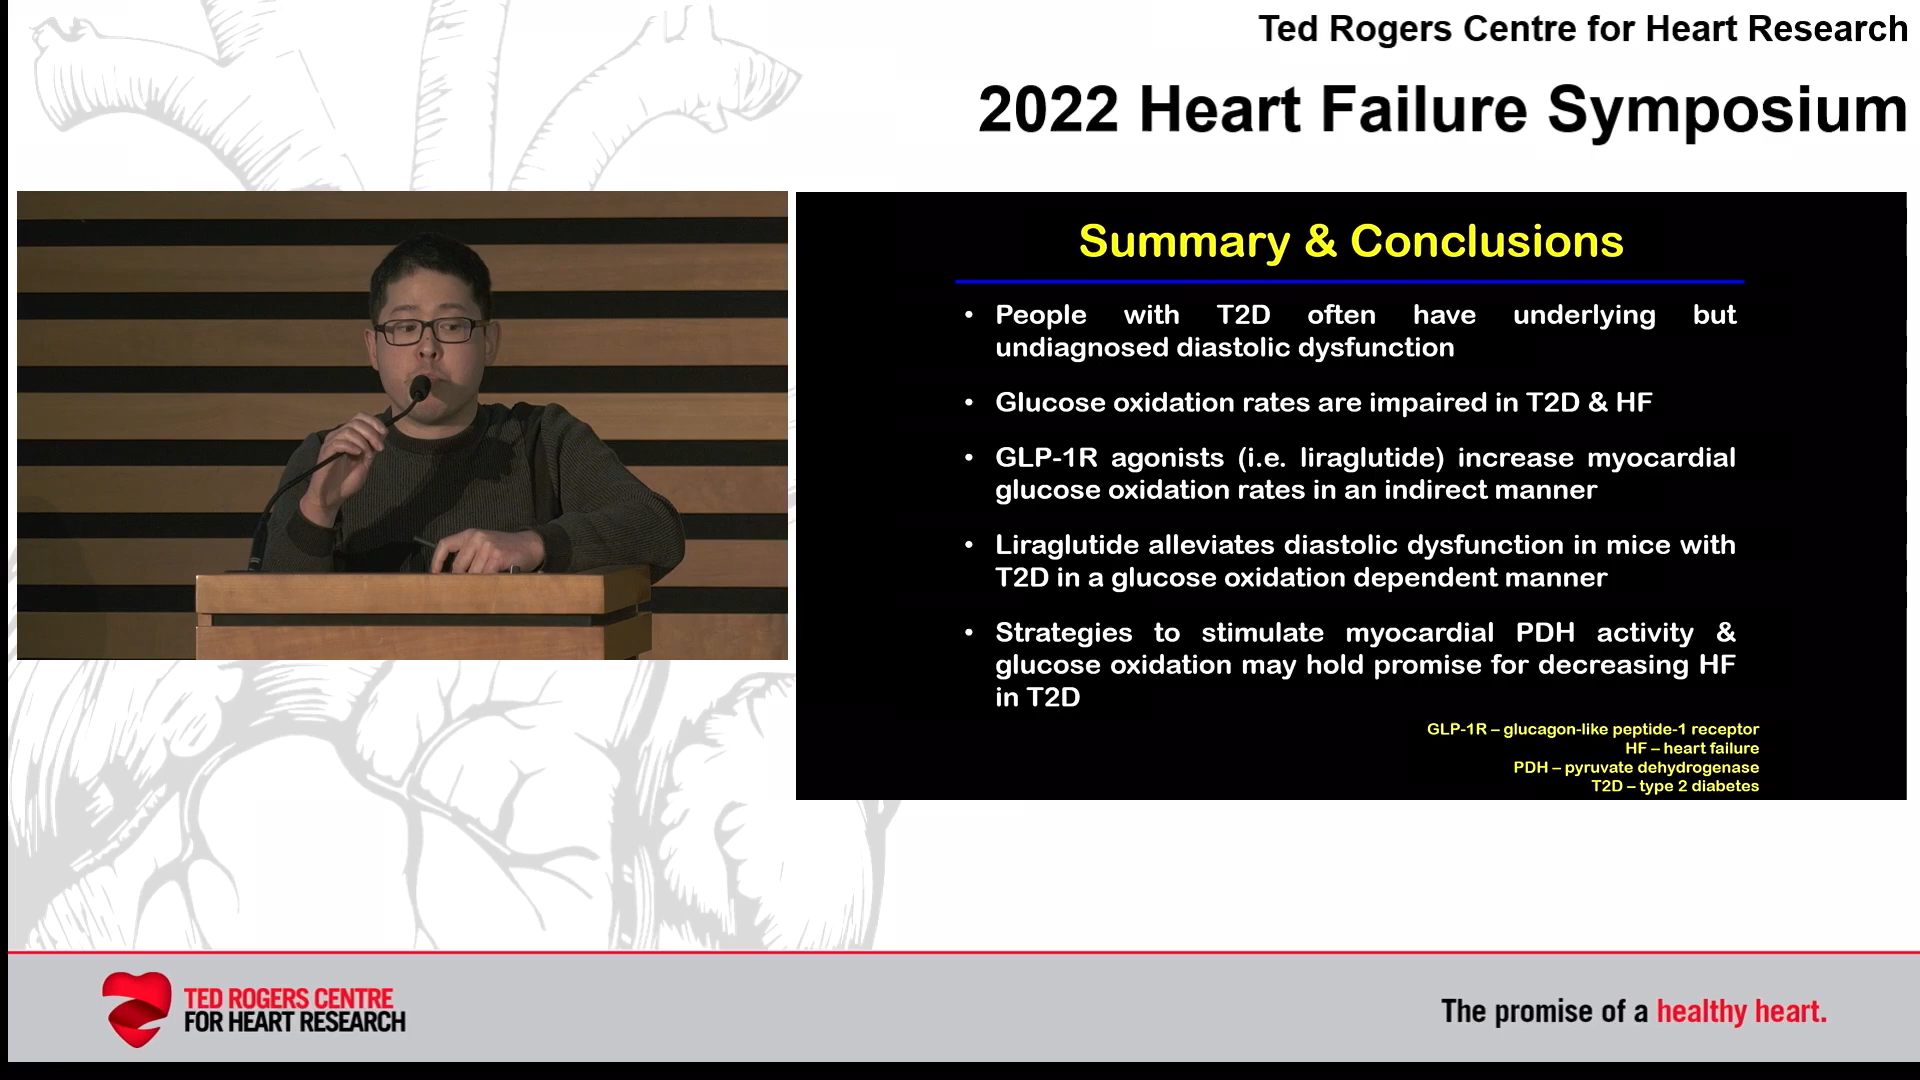 Ted Rogers Centre for Heart Research
2022 Heart Failure Symposium
Summary & Conclusions
• People with T2D often have underlying but
undiagnosed diastolic dysfunction
• Glucose oxidation rates are impaired in T2D & HF
• GLP-1R agonists (i.e. liraglutide) increase myocardial
glucose oxidation rates in an indirect manner
• Liraglutide alleviates diastolic dysfunction in mice with
T2D in a glucose oxidation dependent manner
• Strategies to stimulate myocardial PDH activity &
glucose oxidation may hold promise for decreasing HF
in T2D
GLP-1R – glucagon-like peptide-1 receptor
HF – heart failure
PDH – pyruvate dehydrogenase
T2D – type 2 diabetes
TED ROGERS CENTRE
FOR HEART RESEARCH
The promise of a healthy heart.